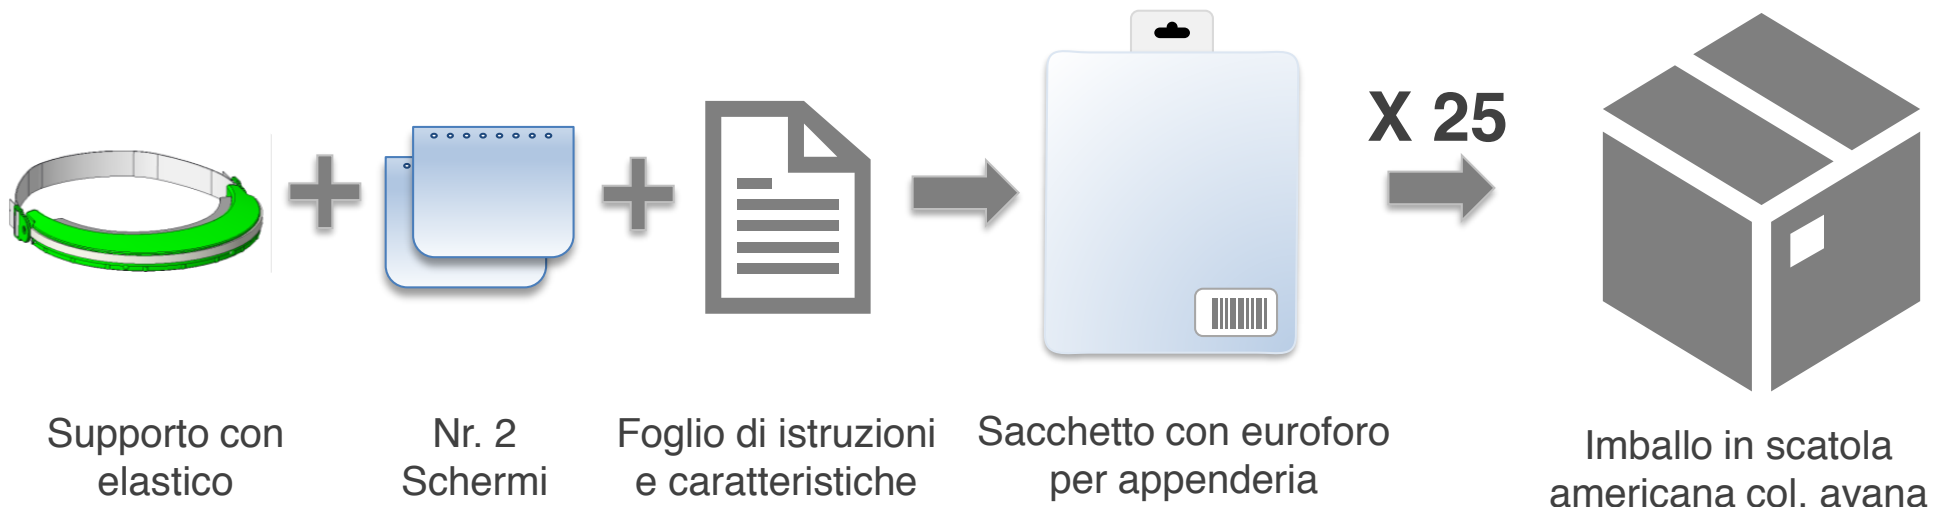 X 25
Supporto con
elastico
Nr. 2
Schermi
Foglio di istruzioni
e caratteristiche
Sacchetto con euroforo
per appenderia
Imballo in scatola
americana col. avana